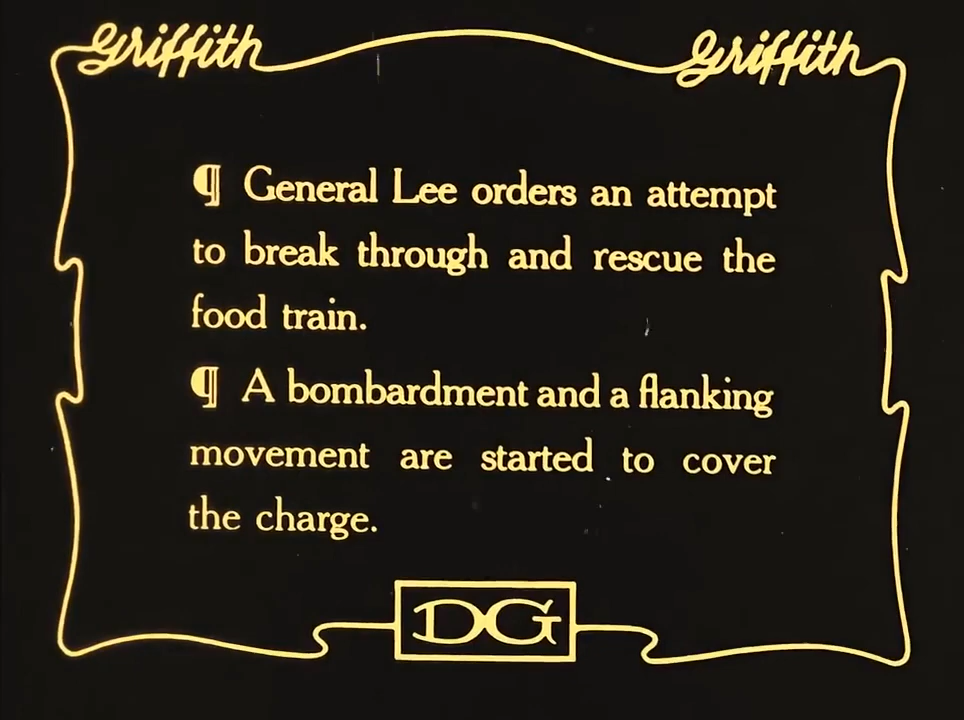 Griffith Griffith
¶ General Lee orders an attempt
to break through and rescue the
food train.
¶ A bombardment and a flanking
movement are started to cover
the charge.
DG